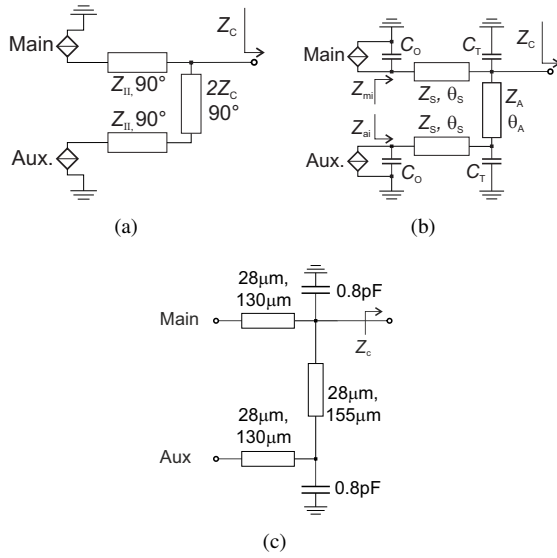 Z_C
Main
Z_II, 90°
2Z_C
90°
Z_II, 90°
Aux.
(a)
Z_C
C_O
C_T
Main
Z_mi
Z_S, θ_S
Z_A
θ_A
Z_ai
Z_S, θ_S
Aux.
C_O
C_T
(b)
28μm,
130μm
0.8pF
Main
Z_c
28μm,
155μm
28μm,
130μm
Aux
0.8pF
(c)